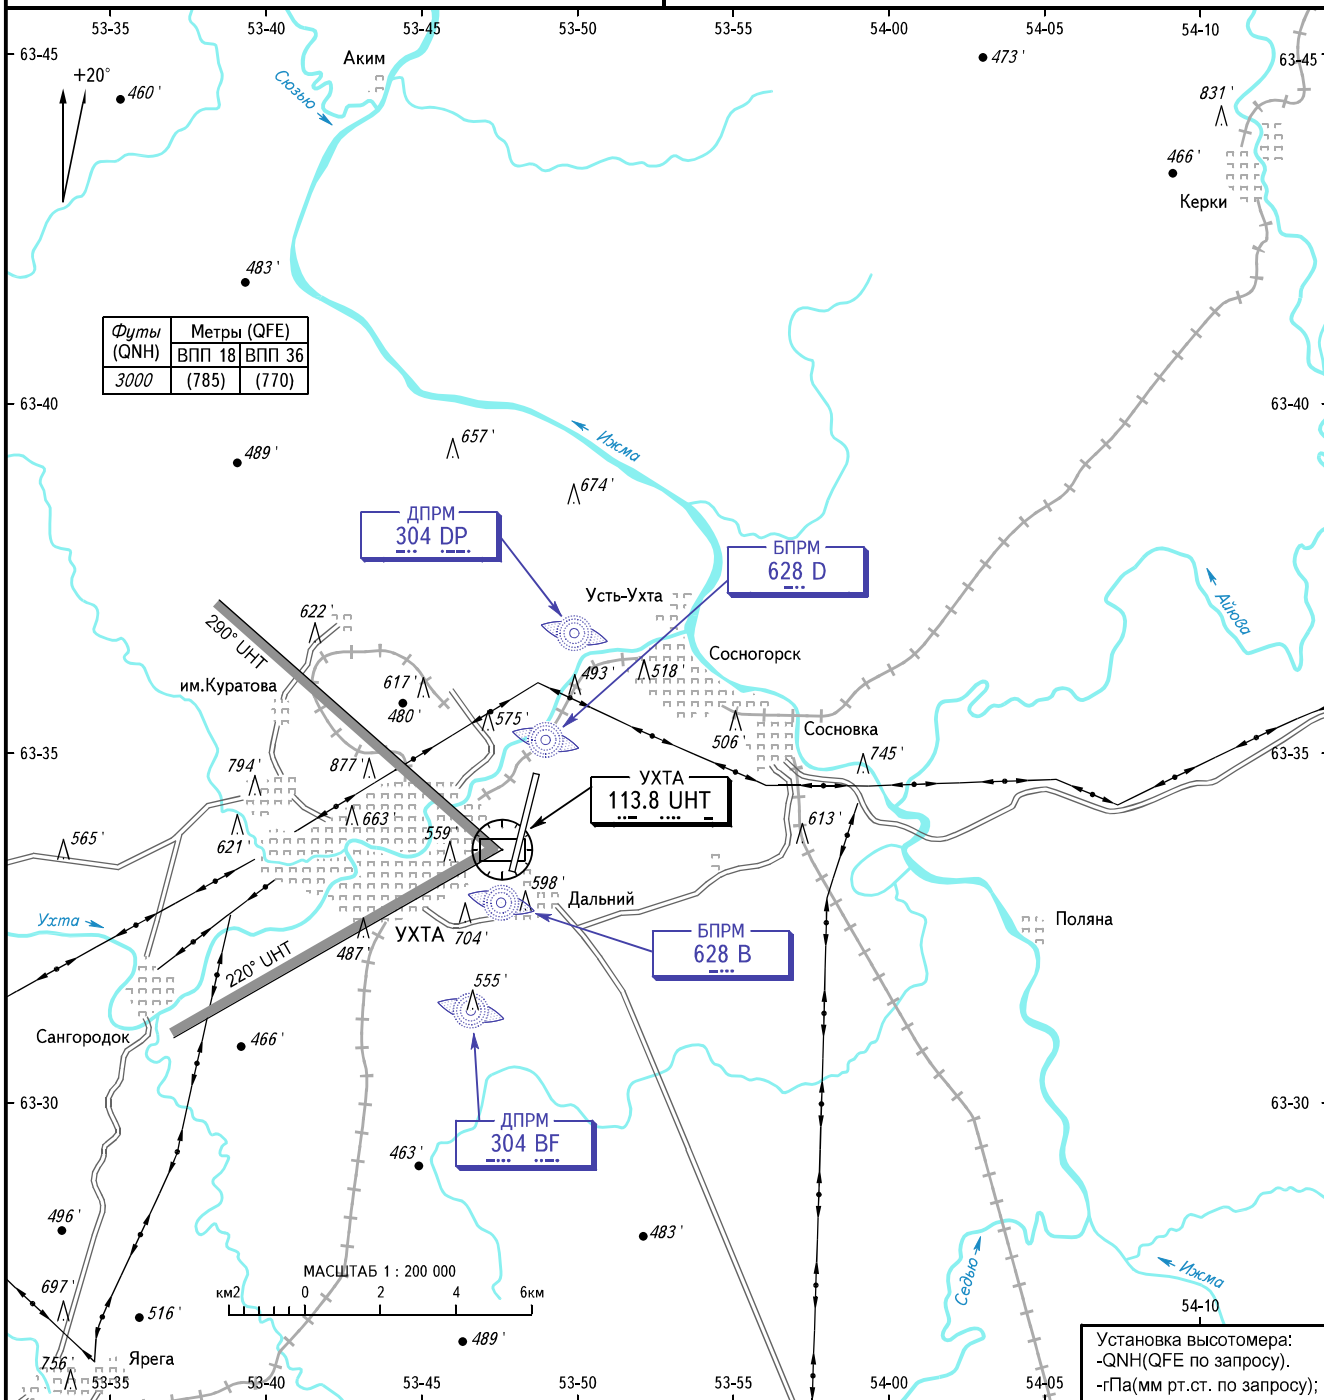 53-35 53-40 53-45 53-50 53-55 54-00 54-05 54-10
63-45
Аким
473'
63-45
+20°
460'
Сюзью
831'
466'
Керки
483'
Футы (QNH) Метры (QFE)
ВПП 18 ВПП 36
3000 (785) (770)
63-40
63-40
657'
Ижма
489'
674'
ДПРМ
304 DP
БПРМ
628 D
Усть-Ухта
622'
Айюва
290° UHT
Сосногорск
493'
518'
им.Куратова
617'
480'
575'
506'
Сосновка
63-35
745'
63-35
794'
877'
УХТА
113.8 UHT
663'
613'
565'
621'
559'
598'
Дальний
Ухта
УХТА
704'
Поляна
487'
БПРМ
628 B
220° UHT
555'
Сангородок
466'
63-30
63-30
ДПРМ
304 BF
463'
496'
483'
Седью
Ижма
МАСШТАБ 1 : 200 000
км2 0 2 4 6км
697'
516'
489'
54-10
Ярега
756'
Установка высотомера:
-QNH(QFE по запросу).
-гПа(мм рт.ст. по запросу);
53-35 53-40 53-45 53-50 53-55 54-00 54-05